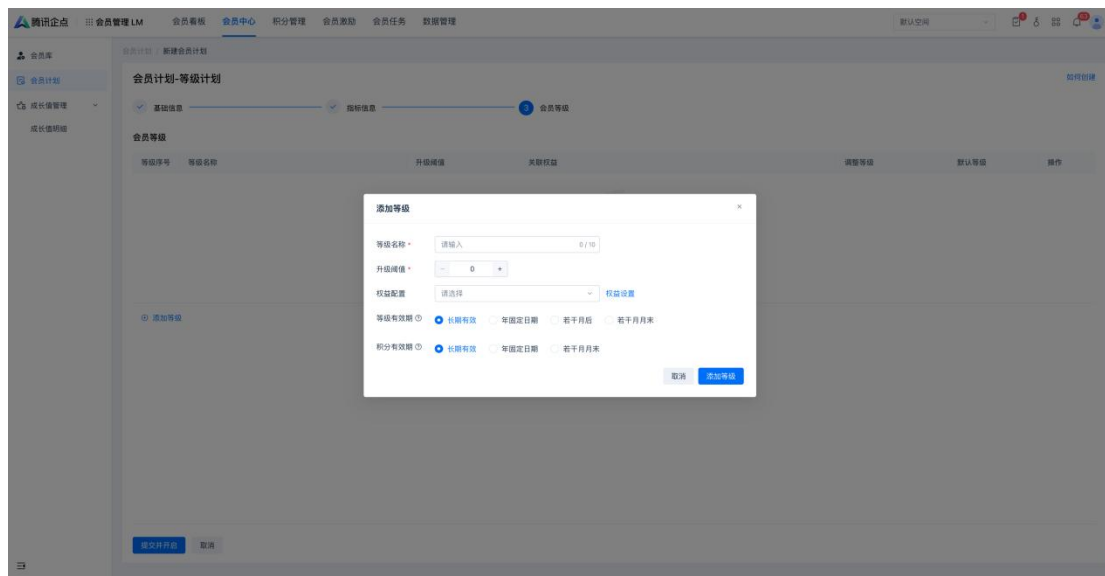 腾讯企点 会员管理 LM 会员看板 会员中心 积分管理 会员激励 会员任务 数据管理 默认空间
会员库
会员计划 / 新建会员计划
会员计划
会员计划-等级计划 如何创建
成长值管理
基础信息 指标信息 3 会员等级
成长值明细
会员等级
等级序号 等级名称 升级阈值 关联权益 调整等级 默认等级 操作
添加等级
等级名称 * 请输入 0 / 10
升级阈值 * - 0 +
权益配置 请选择 权益设置
添加等级
等级有效期 长期有效 年固定日期 若干月后 若干月月末
积分有效期 长期有效 年固定日期 若干月月末
取消 添加等级
提交并开启 取消